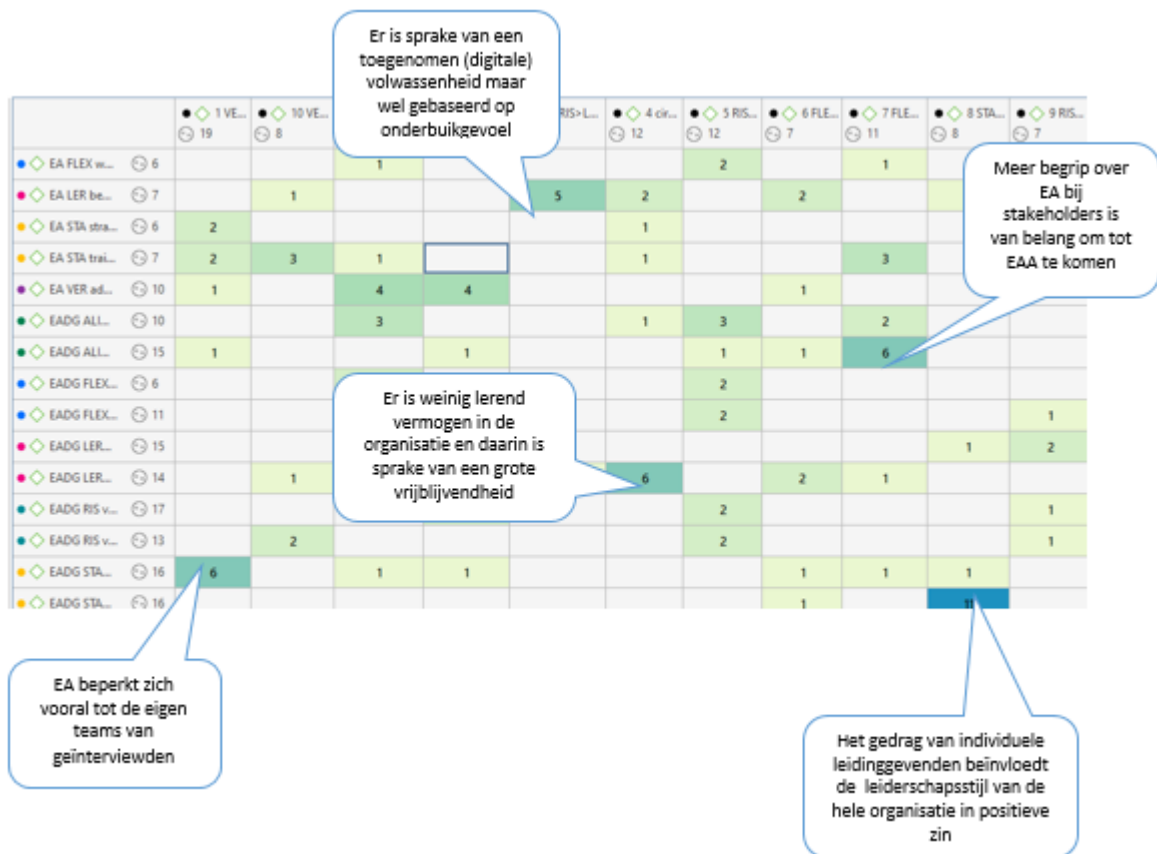 Er is sprake van een
toegenomen (digitale)
volwassenheid maar
wel gebaseerd op
onderbuikgevoel
1 VE... 10 VE... RIS>L... 4 cir... 5 RIS... 6 FLE... 7 FLE... 8 STA... 9 RIS...
19 8 12 12 7 11 8 7
EA FLEX w... 6 1 2 1
EA LER be... 7 1 5 2 2
EA STA stra... 6 2 1
EA STA trai... 7 2 3 1 1 3
EA VER ad... 10 1 4 4 1
EADG ALI... 10 3 1 3 2
EADG ALI... 15 1 1 1 1 6
EADG FLEX... 6 2
EADG FLEX... 11 2 1
EADG LER... 15 1 2
EADG LER... 14 1 6 2 1
EADG RIS v... 17 2 1
EADG RIS v... 13 2 2 1
EADG STA... 16 6 1 1 1 1 1
EADG STA... 16 1 11
Meer begrip over
EA bij
stakeholders is
van belang om tot
EAA te komen
Er is weinig lerend
vermogen in de
organisatie en daarin is
sprake van een grote
vrijblijvendheid
EA beperkt zich
vooral tot de eigen
teams van
geïnterviewden
Het gedrag van individuele
leidinggevenden beïnvloedt
de leiderschapsstijl van de
hele organisatie in positieve
zin